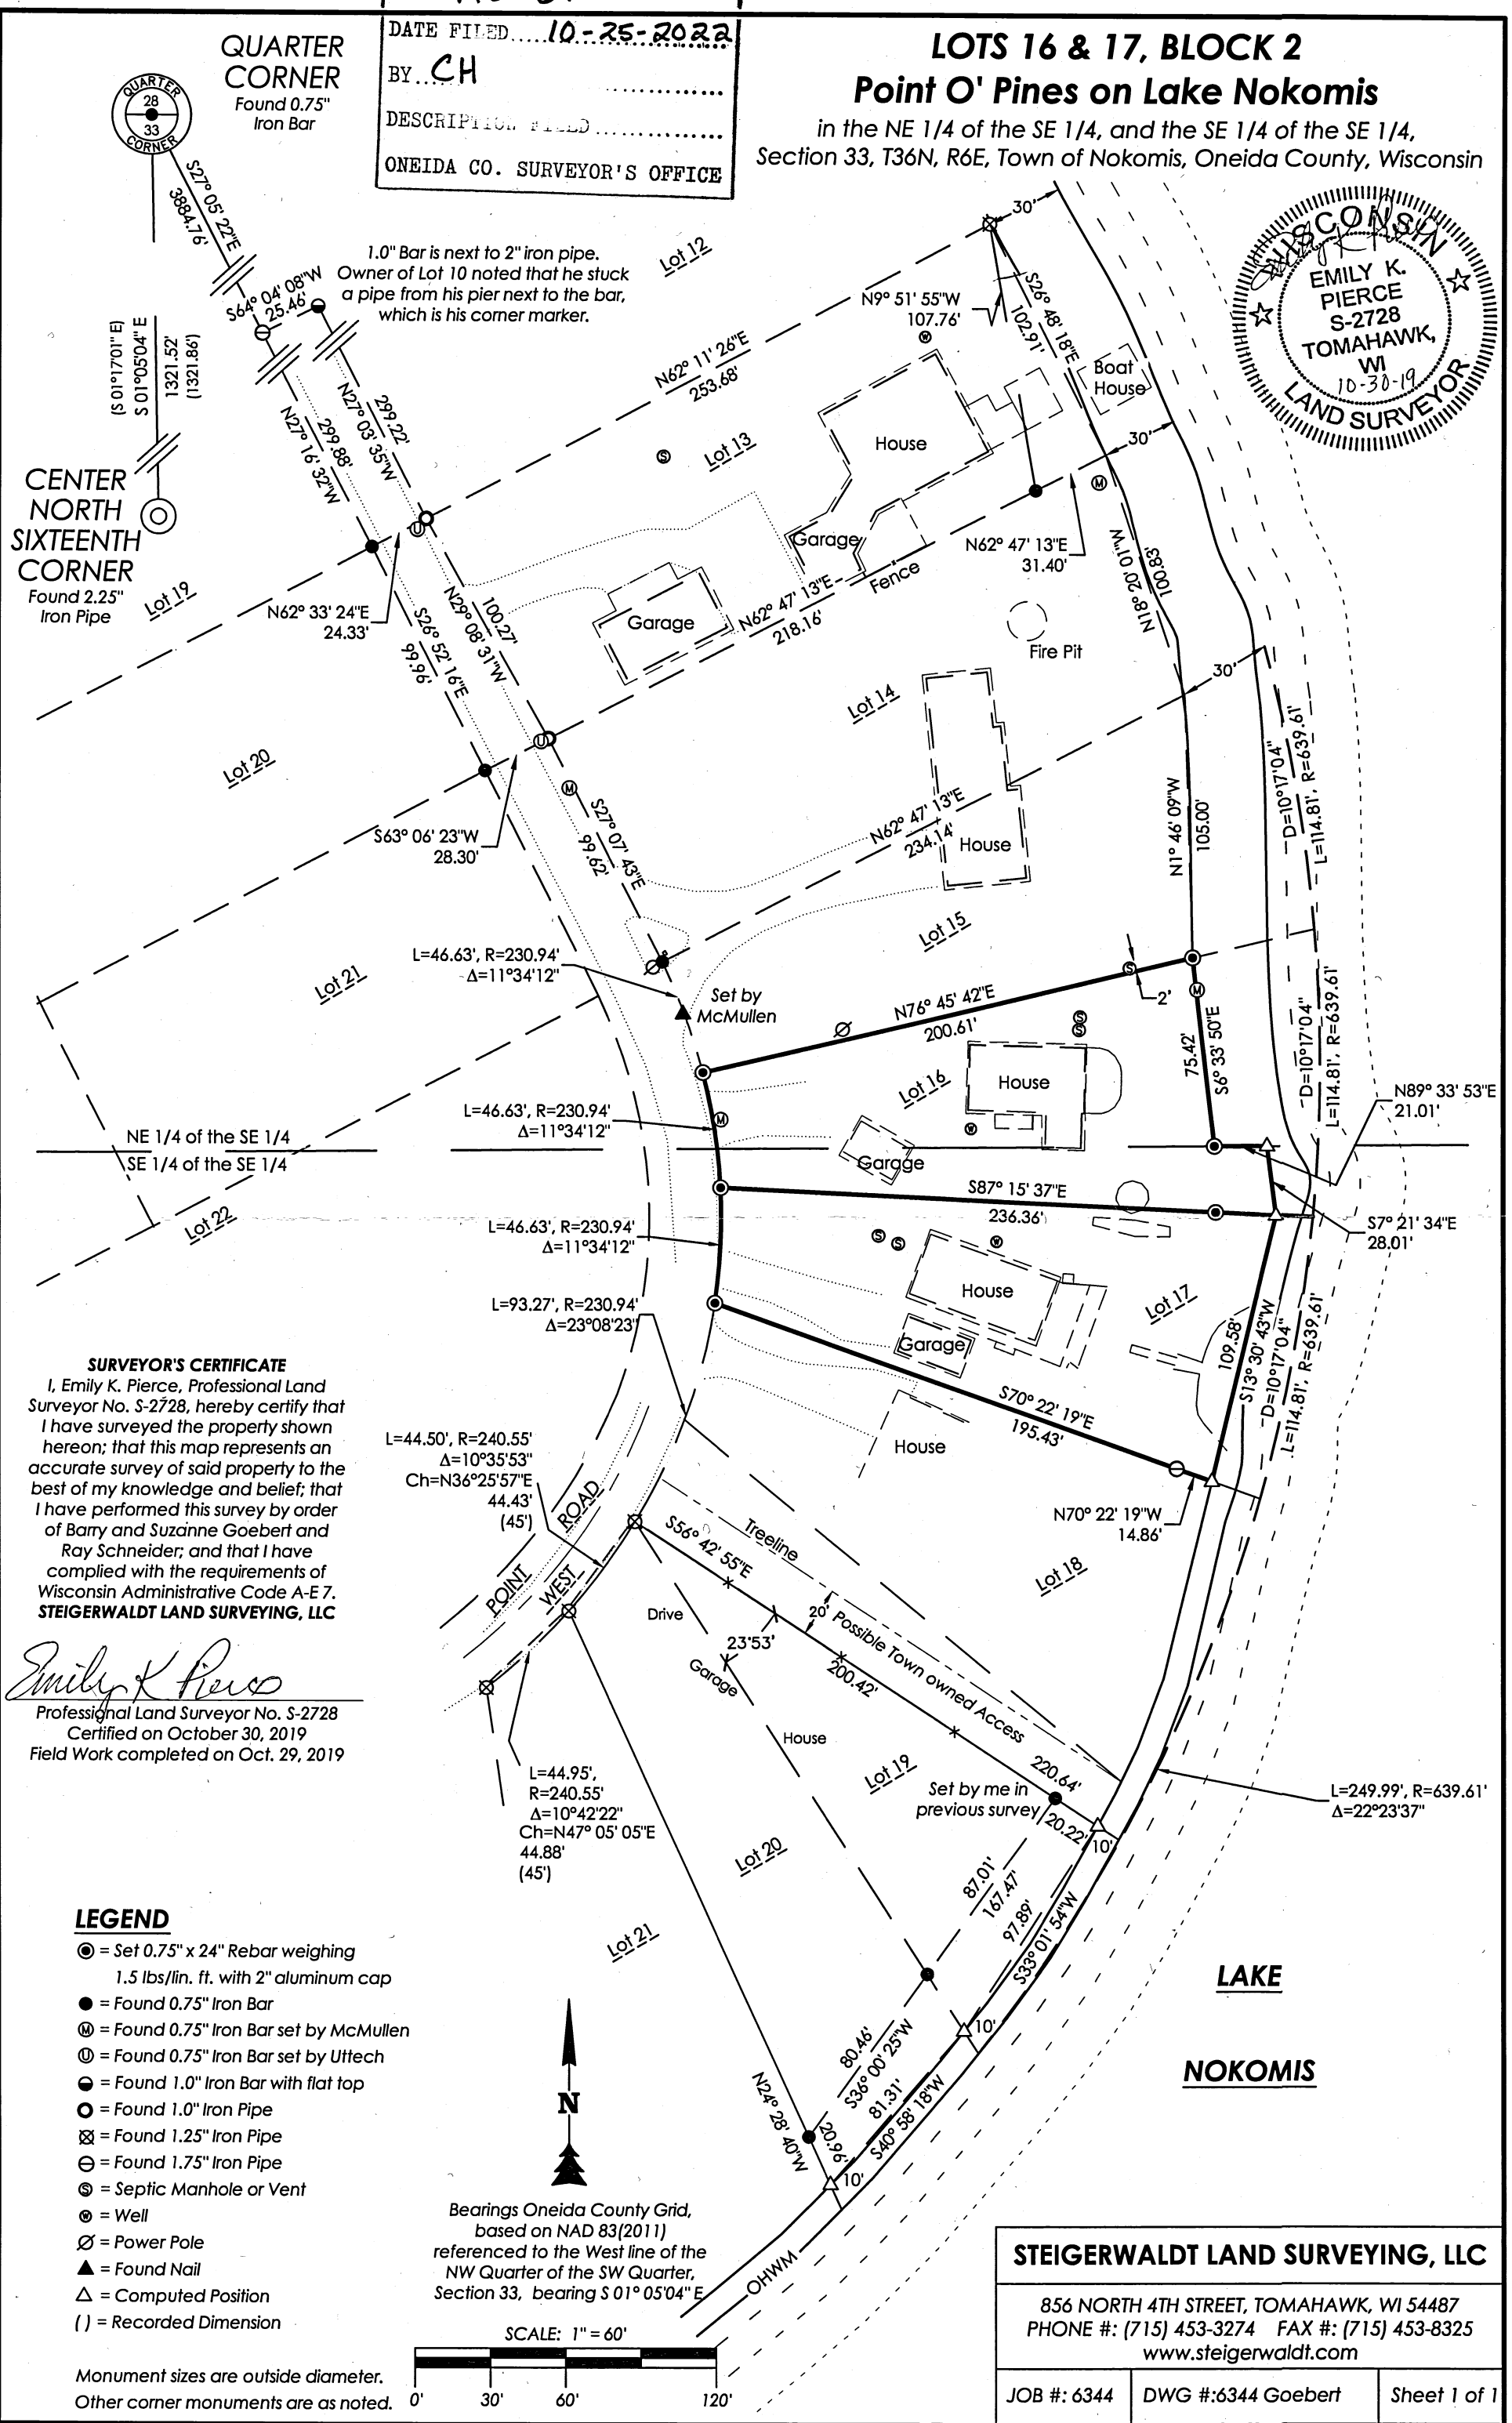 DATE FILED 10-25-2022
BY CH
DESCRIPTION FILED
ONEIDA CO. SURVEYOR'S OFFICE
LOTS 16 & 17, BLOCK 2
Point O' Pines on Lake Nokomis
in the NE 1/4 of the SE 1/4, and the SE 1/4 of the SE 1/4,
Section 33, T36N, R6E, Town of Nokomis, Oneida County, Wisconsin
QUARTER
CORNER
Found 0.75"
Iron Bar
QUARTER
28
33
CORNER
S27° 05' 22"E
3884.76'
S64° 04' 08"W
25.46'
1.0" Bar is next to 2" iron pipe.
Owner of Lot 10 noted that he stuck
a pipe from his pier next to the bar,
which is his corner marker.
WISCONSIN
EMILY K.
PIERCE
S-2728
TOMAHAWK,
WI
10-30-19
LAND SURVEYOR
(S 01°17'01" E)
S 01°05'04" E
1321.52'
(1321.86')
CENTER
NORTH
SIXTEENTH
CORNER
Found 2.25"
Iron Pipe
299.22'
N27° 03' 35"W
299.88'
N27° 16' 32"W
Lot 12
N62° 11' 26"E
253.68'
30'
N9° 51' 55"W
107.76'
S26° 48' 18"E
102.91'
Boat
House
30'
House
Lot 13
Garage
Fence
N62° 47' 13"E
31.40'
Garage
N62° 47' 13"E
218.16'
N18° 20' 01"W
100.83'
Fire Pit
30'
Lot 19
N62° 33' 24"E
24.33'
100.27'
N29° 08' 31"W
S26° 52' 16"E
99.96'
Lot 14
Lot 20
S63° 06' 23"W
28.30'
S27° 07' 43"E
99.62'
N62° 47' 13"E
234.14'
House
N1° 46' 09"W
105.00'
D=10°17'04"
L=114.81', R=639.61'
Lot 15
L=46.63', R=230.94'
Δ=11°34'12"
Lot 21
Set by
McMullen
N76° 45' 42"E
200.61'
2'
75.42'
S6° 33' 50"E
D=10°17'04"
L=114.81', R=639.61'
N89° 33' 53"E
21.01'
Lot 16
House
L=46.63', R=230.94'
Δ=11°34'12"
NE 1/4 of the SE 1/4
SE 1/4 of the SE 1/4
Garage
S87° 15' 37"E
236.36'
Lot 22
L=46.63', R=230.94'
Δ=11°34'12"
S7° 21' 34"E
28.01'
House
Lot 17
L=93.27', R=230.94'
Δ=23°08'23"
Garage
109.58'
S13° 30' 43"W
D=10°17'04"
L=114.81', R=639.61'
S70° 22' 19"E
195.43'
House
N70° 22' 19"W
14.86'
SURVEYOR'S CERTIFICATE
I, Emily K. Pierce, Professional Land
Surveyor No. S-2728, hereby certify that
I have surveyed the property shown
hereon; that this map represents an
accurate survey of said property to the
best of my knowledge and belief; that
I have performed this survey by order
of Barry and Suzanne Goebert and
Ray Schneider; and that I have
complied with the requirements of
Wisconsin Administrative Code A-E 7.
STEIGERWALDT LAND SURVEYING, LLC
Emily K Pierce
Professional Land Surveyor No. S-2728
Certified on October 30, 2019
Field Work completed on Oct. 29, 2019
L=44.50', R=240.55'
Δ=10°35'53"
Ch=N36°25'57"E
44.43'
(45')
POINT WEST ROAD
S56° 42' 55"E
Treeline
Drive
20'
Possible Town owned Access
Lot 18
23'53'
Garage
200.42'
House
220.64'
Lot 19
Set by me in
previous survey
20.22'
10'
L=249.99', R=639.61'
Δ=22°23'37"
L=44.95',
R=240.55'
Δ=10°42'22"
Ch=N47° 05' 05"E
44.88'
(45')
Lot 20
87.01'
167.47'
97.89'
S33° 01' 54"W
Lot 21
10'
80.46'
S36° 00' 25"W
81.31'
S40° 58' 18"W
N24° 28' 40"W
20.96'
10'
OHWM
LAKE
NOKOMIS
LEGEND
= Set 0.75" x 24" Rebar weighing
1.5 lbs/lin. ft. with 2" aluminum cap
= Found 0.75" Iron Bar
M = Found 0.75" Iron Bar set by McMullen
U = Found 0.75" Iron Bar set by Uttech
= Found 1.0" Iron Bar with flat top
= Found 1.0" Iron Pipe
= Found 1.25" Iron Pipe
= Found 1.75" Iron Pipe
S = Septic Manhole or Vent
W = Well
= Power Pole
= Found Nail
= Computed Position
( ) = Recorded Dimension
Monument sizes are outside diameter.
Other corner monuments are as noted.
N
Bearings Oneida County Grid,
based on NAD 83(2011)
referenced to the West line of the
NW Quarter of the SW Quarter,
Section 33, bearing S 01° 05'04" E
SCALE: 1" = 60'
0' 30' 60' 120'
STEIGERWALDT LAND SURVEYING, LLC
856 NORTH 4TH STREET, TOMAHAWK, WI 54487
PHONE #: (715) 453-3274 FAX #: (715) 453-8325
www.steigerwaldt.com
JOB #: 6344 DWG #:6344 Goebert Sheet 1 of 1